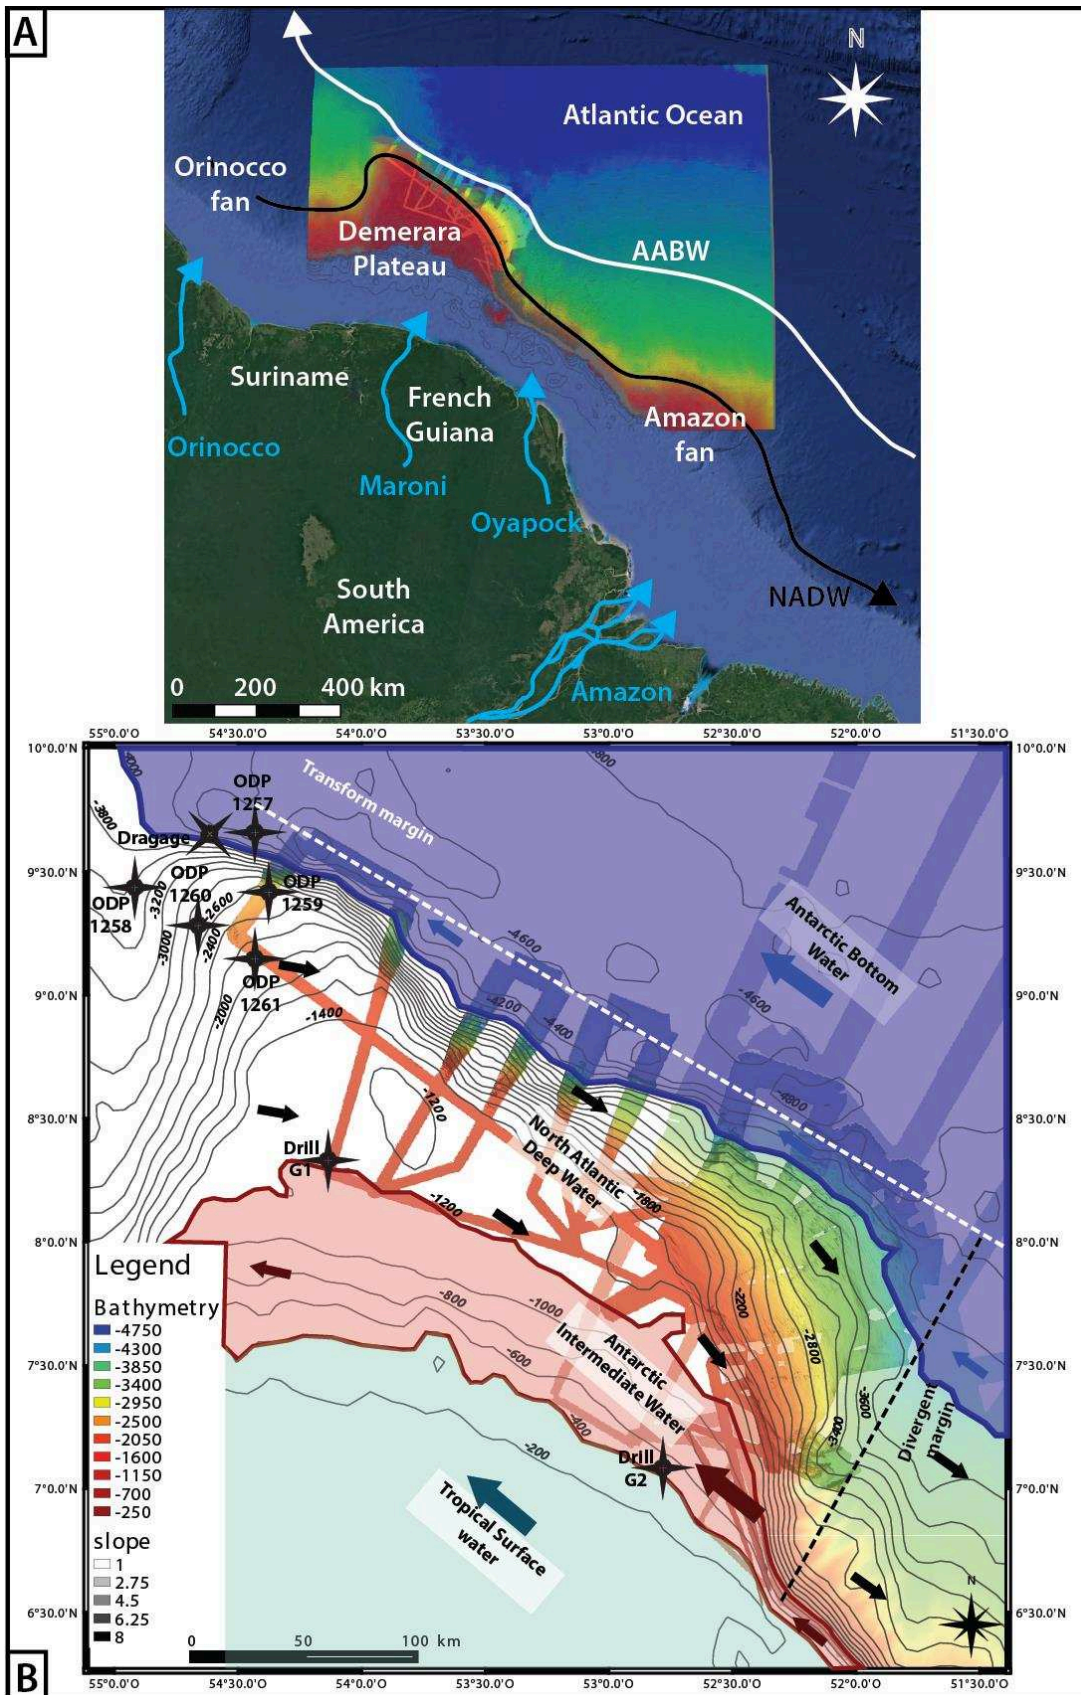 A
N
Atlantic Ocean
Orinocco
fan
Demerara
Plateau
AABW
Suriname
French
Guiana
Amazon
fan
Orinocco
Maroni
Oyapock
South
America
NADW
Amazon
0 200 400 km
55°0.0'W 54°30.0'W 54°0.0'W 53°30.0'W 53°0.0'W 52°30.0'W 52°0.0'W 51°30.0'W
10°0.0'N 10°0.0'N
-3800
Transform margin
ODP
1257
Dragage
9°30.0'N 9°30.0'N
ODP
1258
-3200
ODP
1260
-2600
ODP
1259
-3000
-2400
-4600
Antarctic Bottom
Water
ODP
1261
-2000
-1400
9°0.0'N 9°0.0'N
-4200
-4400
-4600
-4800
-1200
8°30.0'N 8°30.0'N
Drill
G1
North Atlantic
Deep Water
-1200
-1800
8°0.0'N 8°0.0'N
Legend
Bathymetry
-4750
-4300
-3850
-3400
-2950
-2500
-2050
-1600
-1150
-700
-250
slope
1
2.75
4.5
6.25
8
-800
-1000
-600
-400
-200
-2200
-2800
-3600
-3400
Antarctic
Intermediate Water
7°30.0'N 7°30.0'N
Divergent
margin
Drill
G2
7°0.0'N 7°0.0'N
Tropical Surface
water
6°30.0'N 6°30.0'N
N
0 50 100 km
B
55°0.0'W 54°30.0'W 54°0.0'W 53°30.0'W 53°0.0'W 52°30.0'W 52°0.0'W 51°30.0'W